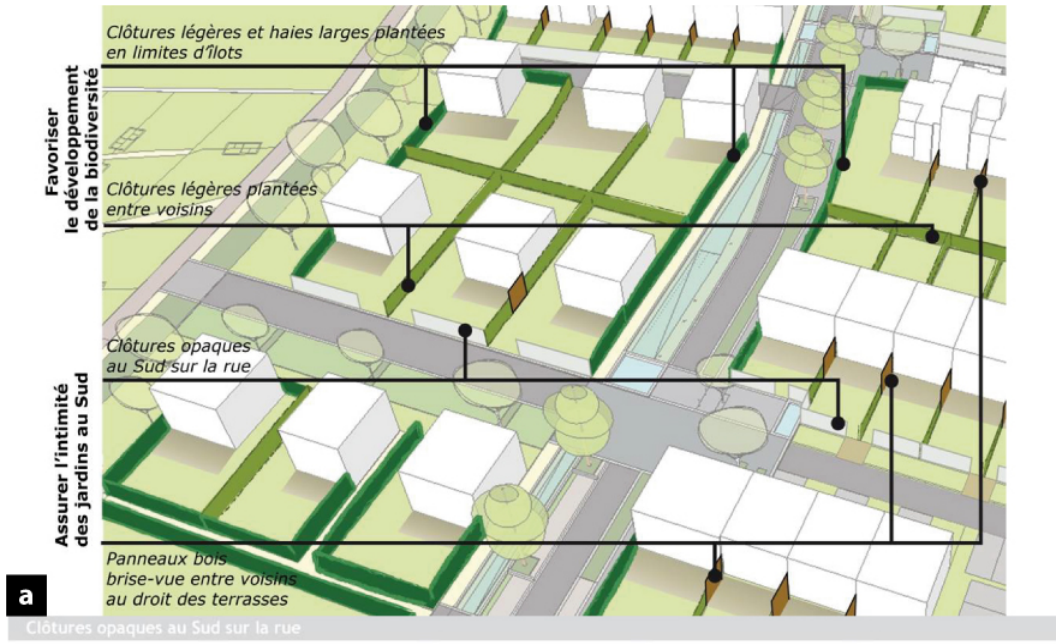 Favoriser
le développement
de la biodiversité
Clôtures légères et haies larges plantées
en limites d'îlots
Clôtures légères plantées
entre voisins
Assurer l'intimité
des jardins au Sud
Clôtures opaques
au Sud sur la rue
Panneaux bois
brise-vue entre voisins
au droit des terrasses
a
Clôtures opaques au Sud sur la rue